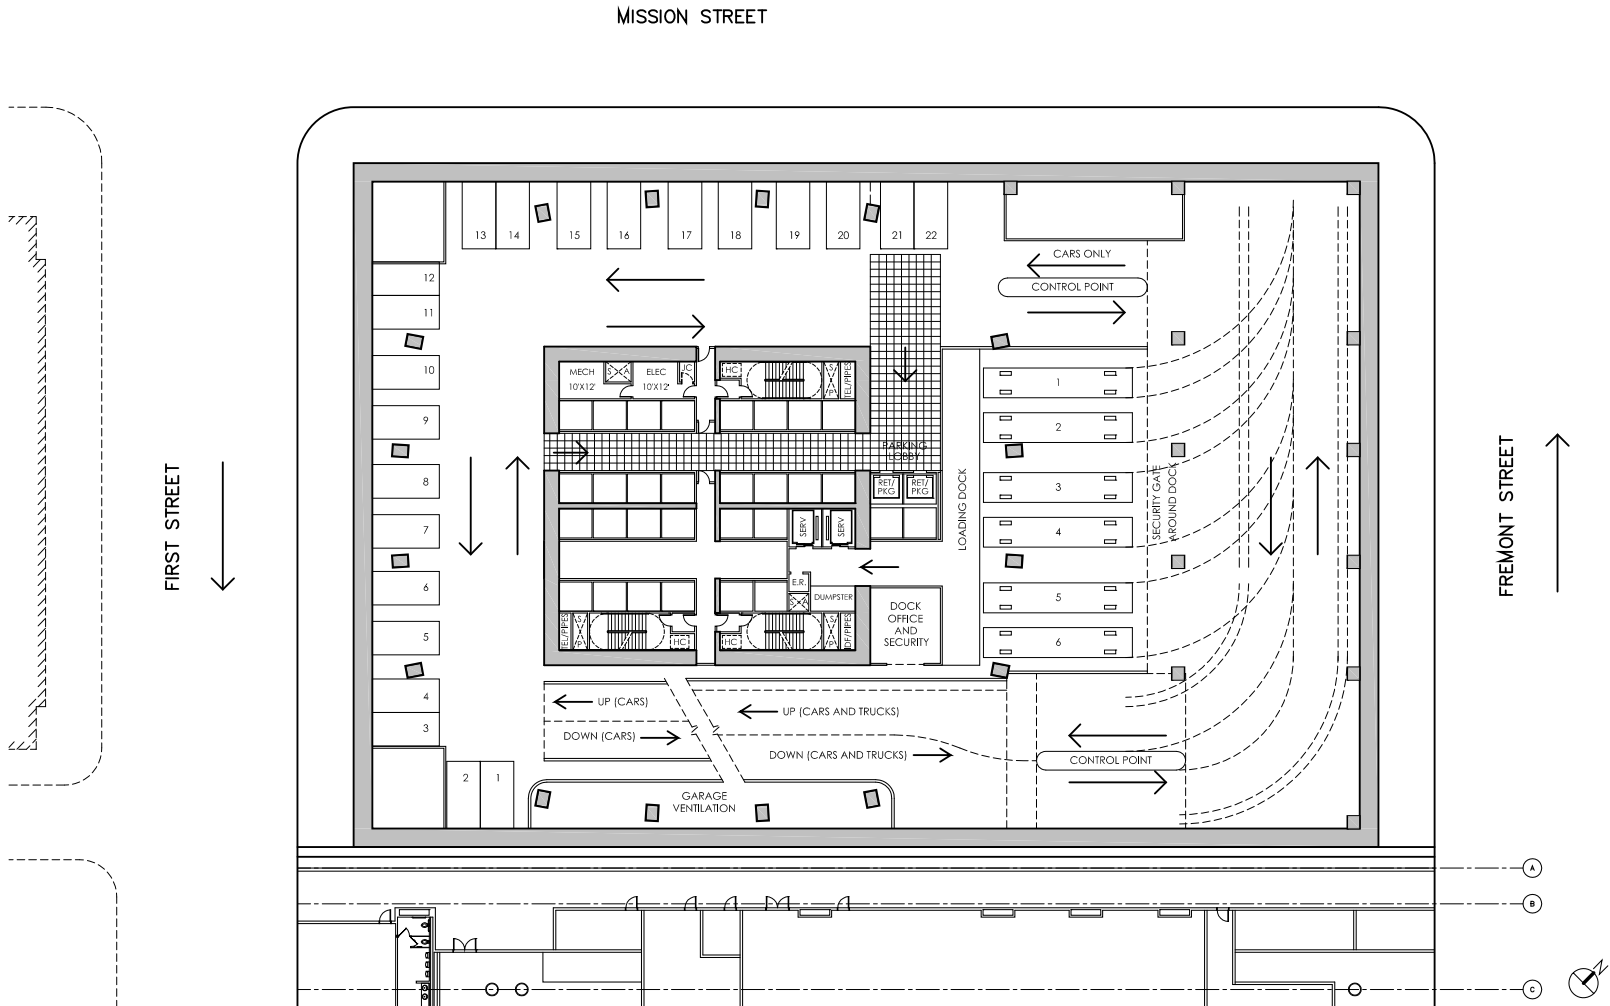 MISSION STREET
13 14 15 16 17 18 19 20 21 22
CARS ONLY
CONTROL POINT
12
11
10
9
8
7
6
5
4
3
2 1
FIRST STREET
FREMONT STREET
MECH
10'X12'
S A
ELEC
10'X12'
JC
HC
S
P
TEL/PIPES
PARKING
LOBBY
RET/
PKG
RET/
PKG
SERV
SERV
E.R.
S A
DUMPSTER
TEL/PIPES
S
P
HC
HC
S
P
IDF/PIPES
DOCK
OFFICE
AND
SECURITY
LOADING DOCK
1
2
3
4
5
6
SECURITY GATE
AROUND DOCK
UP (CARS)
UP (CARS AND TRUCKS)
DOWN (CARS)
DOWN (CARS AND TRUCKS)
CONTROL POINT
GARAGE
VENTILATION
A
B
C
N